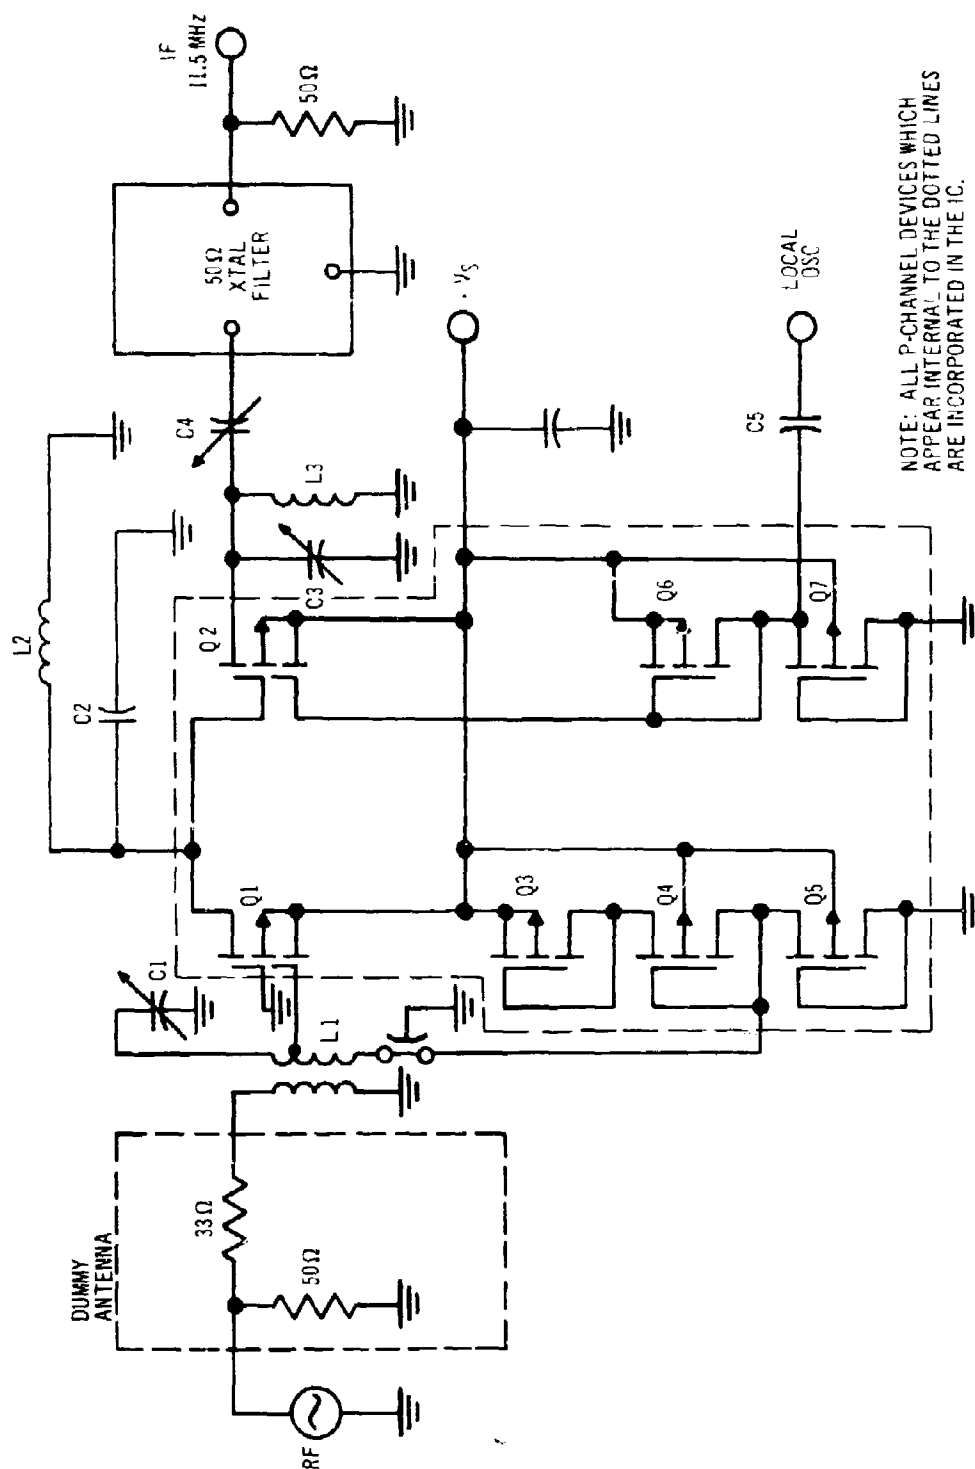 DUMMY
ANTENNA
RF
33Ω
50Ω
C1
L1
L2
C2
Q1
Q2
C3
L3
C4
50Ω
XTAL
FILTER
IF
11.5 MHz
50Ω
Q3
Q4
Q5
Q6
Q7
C5
LOCAL
OSC
NOTE: ALL P-CHANNEL DEVICES WHICH
APPEAR INTERNAL TO THE DOTTED LINES
ARE INCORPORATED IN THE IC.